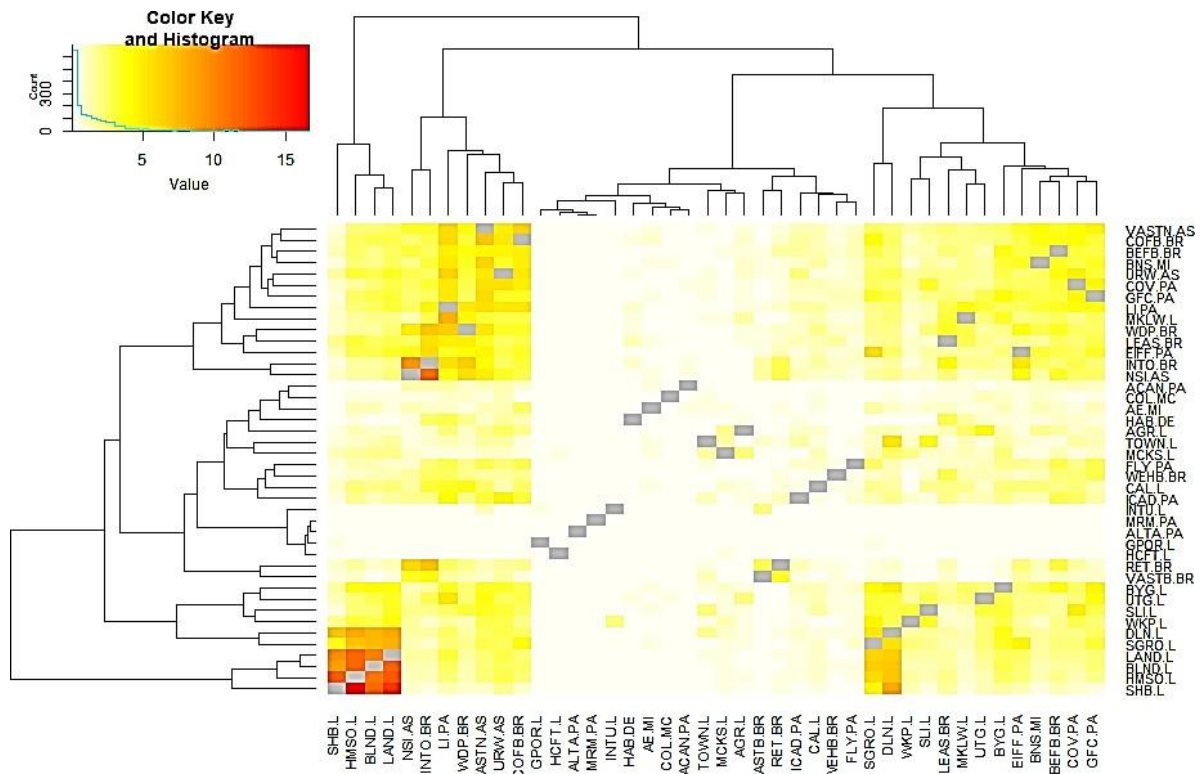 Color Key
and Histogram
Count
0 300
5 10 15
Value
VASTN.AS
COFB.BR
BEFB.BR
BNS.MI
URW.AS
COV.PA
GFC.PA
LI.PA
MKLW.L
WDP.BR
LEAS.BR
EIFF.PA
INTO.BR
NSI.AS
ACAN.PA
COL.MC
AE.MI
HAB.DE
AGR.L
TOWN.L
MCKS.L
FLY.PA
WEHB.BR
CAL.L
ICAD.PA
INTU.L
MRM.PA
ALTA.PA
GPOR.L
HCFT.L
RET.BR
VASTB.BR
BYG.L
UTG.L
SLI.L
WKP.L
DLN.L
SGRO.L
LAND.L
BLND.L
HMSO.L
SHB.L
SHB.L
HMSO.L
BLND.L
LAND.L
NSI.AS
INTO.BR
LI.PA
WDP.BR
ASTN.AS
URW.AS
COFB.BR
GPOR.L
HCFT.L
ALTA.PA
MRM.PA
INTU.L
HAB.DE
AE.MI
COL.MC
ACAN.PA
TOWN.L
MCKS.L
AGR.L
ASTB.BR
RET.BR
ICAD.PA
CAL.L
VEHB.BR
FLY.PA
SGRO.L
DLN.L
WKP.L
SLI.L
LEAS.BR
MKLW.L
UTG.L
BYG.L
EIFF.PA
BNS.MI
BEFB.BR
COV.PA
GFC.PA